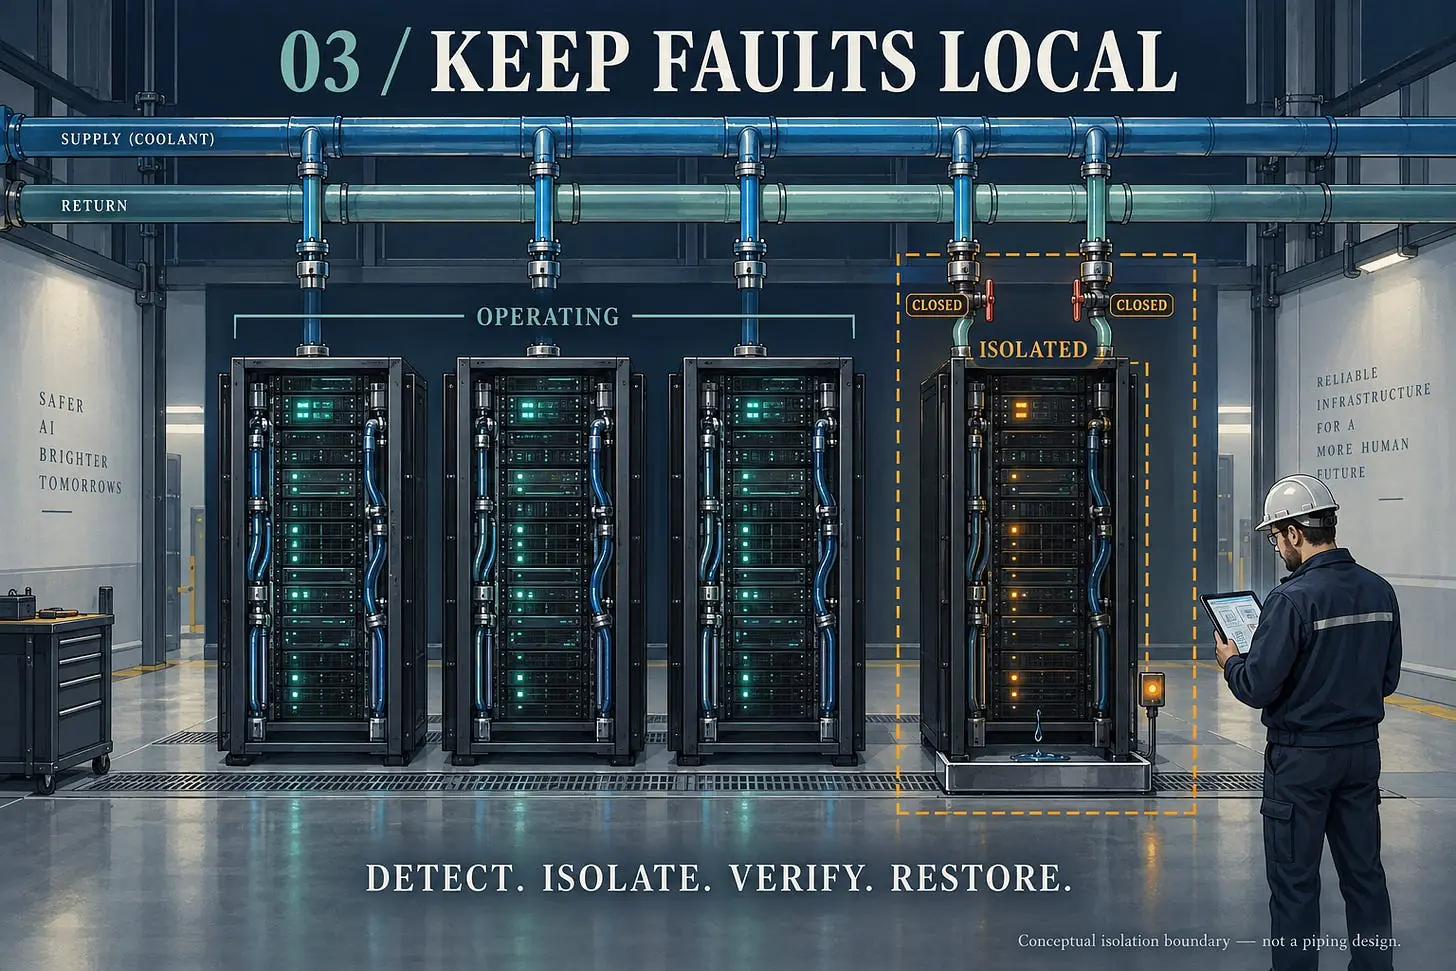 03 / KEEP FAULTS LOCAL
SUPPLY (COOLANT)
RETURN
OPERATING
CLOSED
CLOSED
ISOLATED
SAFER
AI
BRIGHTER
TOMORROWS
RELIABLE
INFRASTRUCTURE
FOR A
MORE HUMAN
FUTURE
DETECT. ISOLATE. VERIFY. RESTORE.
Conceptual isolation boundary — not a piping design.